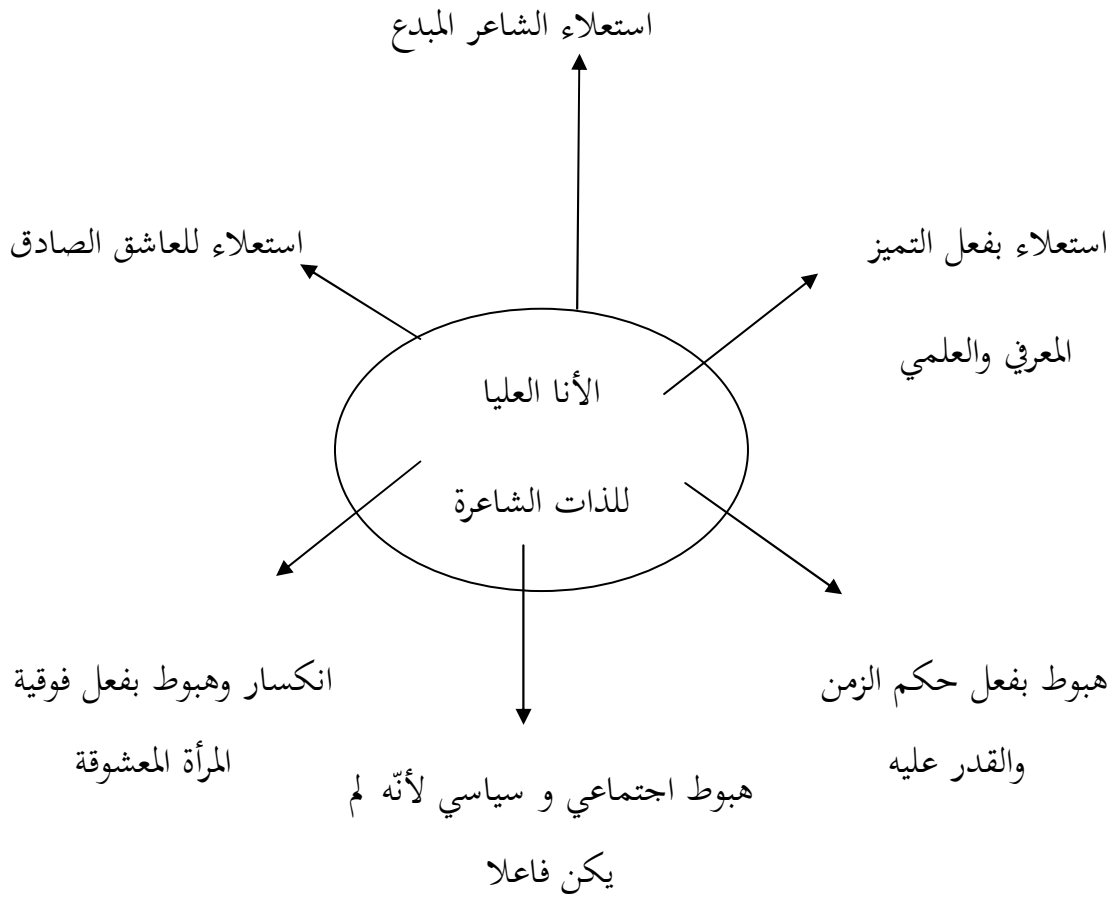 استعلاء الشاعر المبدع
استعلاء بفعل التميز
المعرفي والعلمي
استعلاء للعاشق الصادق
الأنا العليا
للذات الشاعرة
هبوط بفعل حكم الزمن
والقدر عليه
هبوط اجتماعي و سياسي لأنّه لم
يكن فاعلا
انكسار وهبوط بفعل فوقية
المرأة المعشوقة